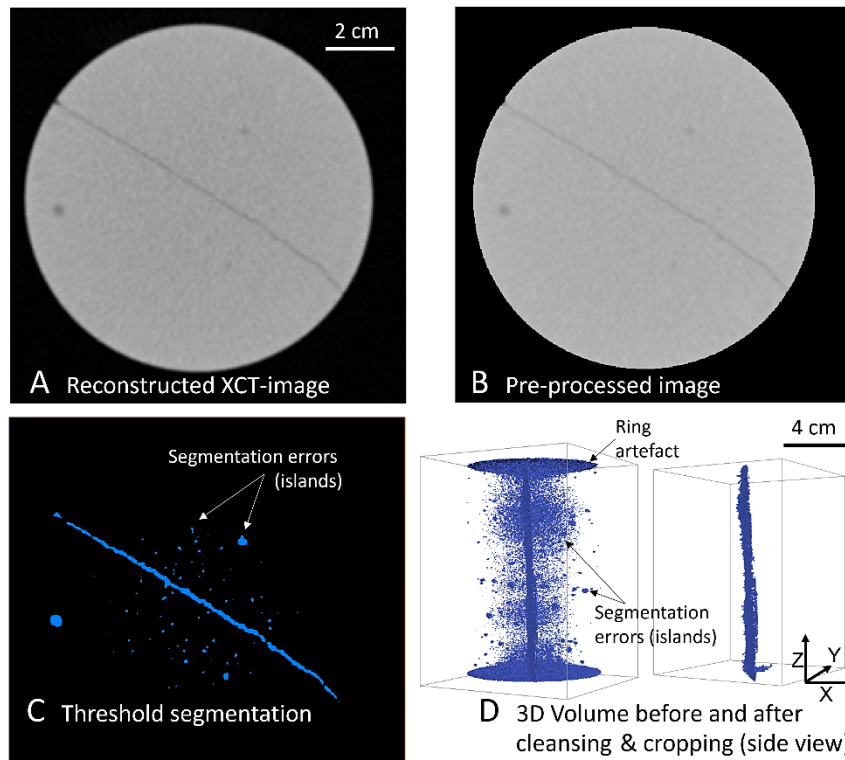 2 cm
A Reconstructed XCT-image
B Pre-processed image
Segmentation errors
(islands)
C Threshold segmentation
Ring
artefact
4 cm
Segmentation
errors (islands)
Z
Y
X
D 3D Volume before and after
cleansing & cropping (side view)